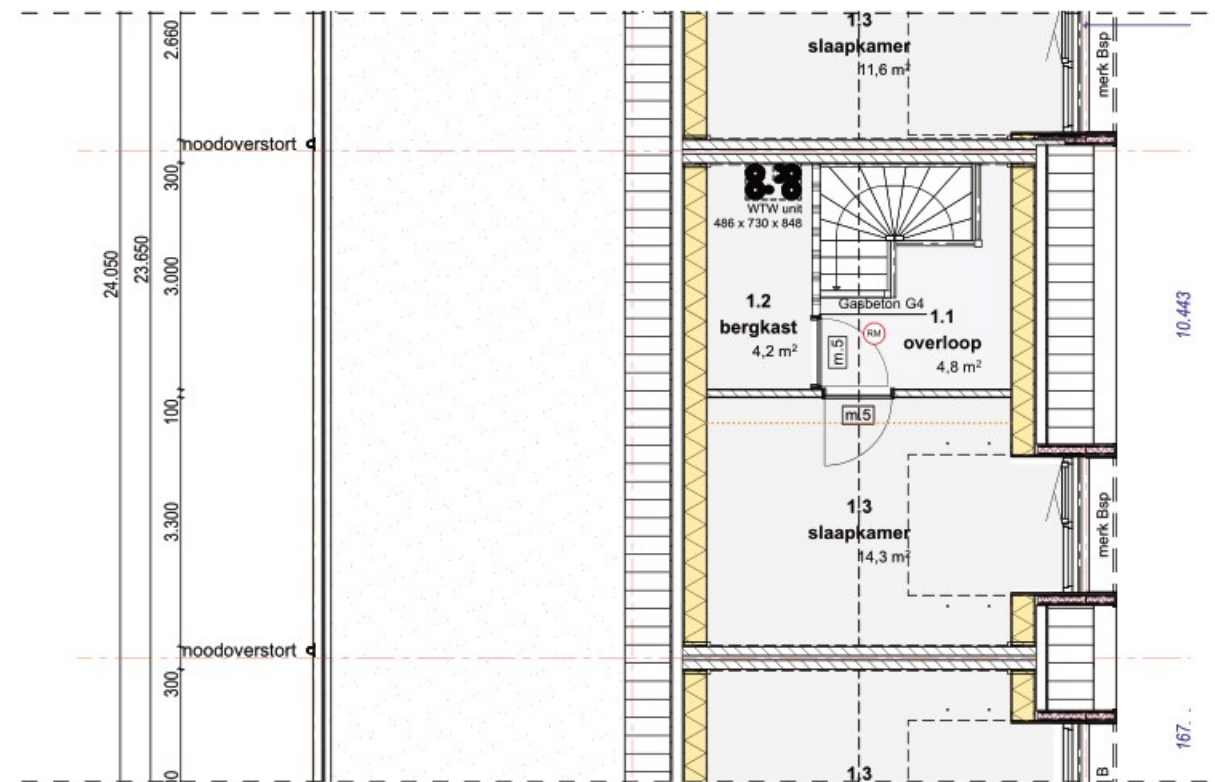 1.3
slaapkamer
11,6 m²
merk Bsp
2.660
noodoverstort
300
WTW unit
486 x 730 x 848
24.050
23.650
3.000
1.2
bergkast
4,2 m²
Gasbeton G4
RM
1.1
overloop
4,8 m²
m.5
10.443
100
m.5
3.300
1.3
slaapkamer
14,3 m²
merk Bsp
noodoverstort
300
167.
1.3
B